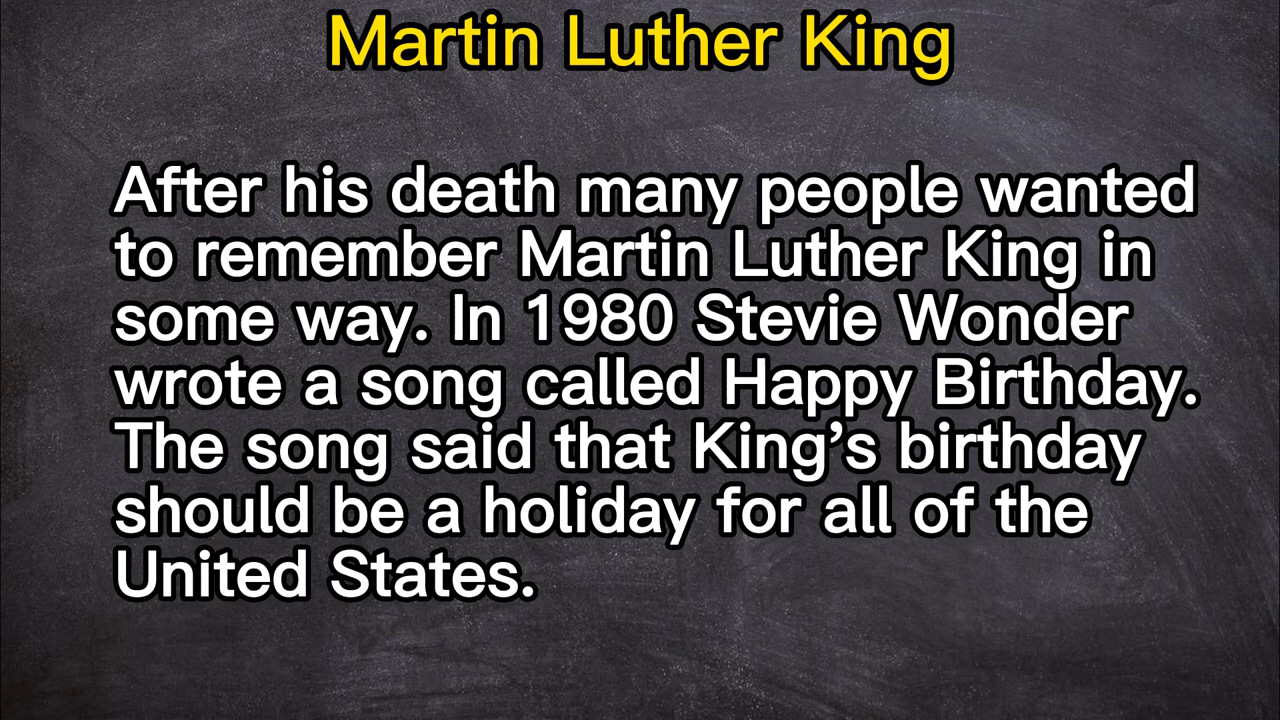 Martin Luther King
After his death many people wanted
to remember Martin Luther King in
some way. In 1980 Stevie Wonder
wrote a song called Happy Birthday.
The song said that King’s birthday
should be a holiday for all of the
United States.